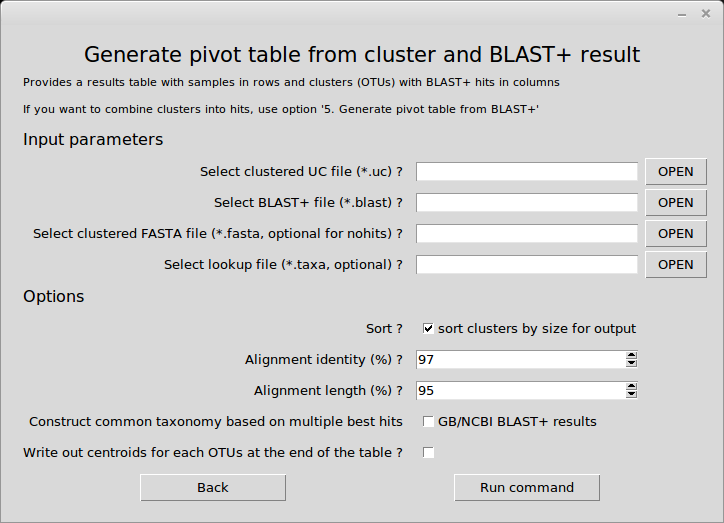 Generate pivot table from cluster and BLAST+ result
Provides a results table with samples in rows and clusters (OTUs) with BLAST+ hits in columns
If you want to combine clusters into hits, use option '5. Generate pivot table from BLAST+'
Input parameters
Select clustered UC file (*.uc) ? OPEN
Select BLAST+ file (*.blast) ? OPEN
Select clustered FASTA file (*.fasta, optional for nohits) ? OPEN
Select lookup file (*.taxa, optional) ? OPEN
Options
Sort ? sort clusters by size for output
Alignment identity (%) ? 97
Alignment length (%) ? 95
Construct common taxonomy based on multiple best hits GB/NCBI BLAST+ results
Write out centroids for each OTUs at the end of the table ?
Back Run command